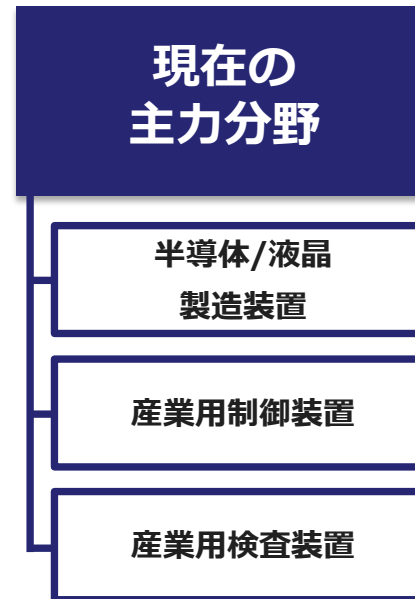 現在の
主力分野
半導体/液晶
製造装置
産業用制御装置
産業用検査装置